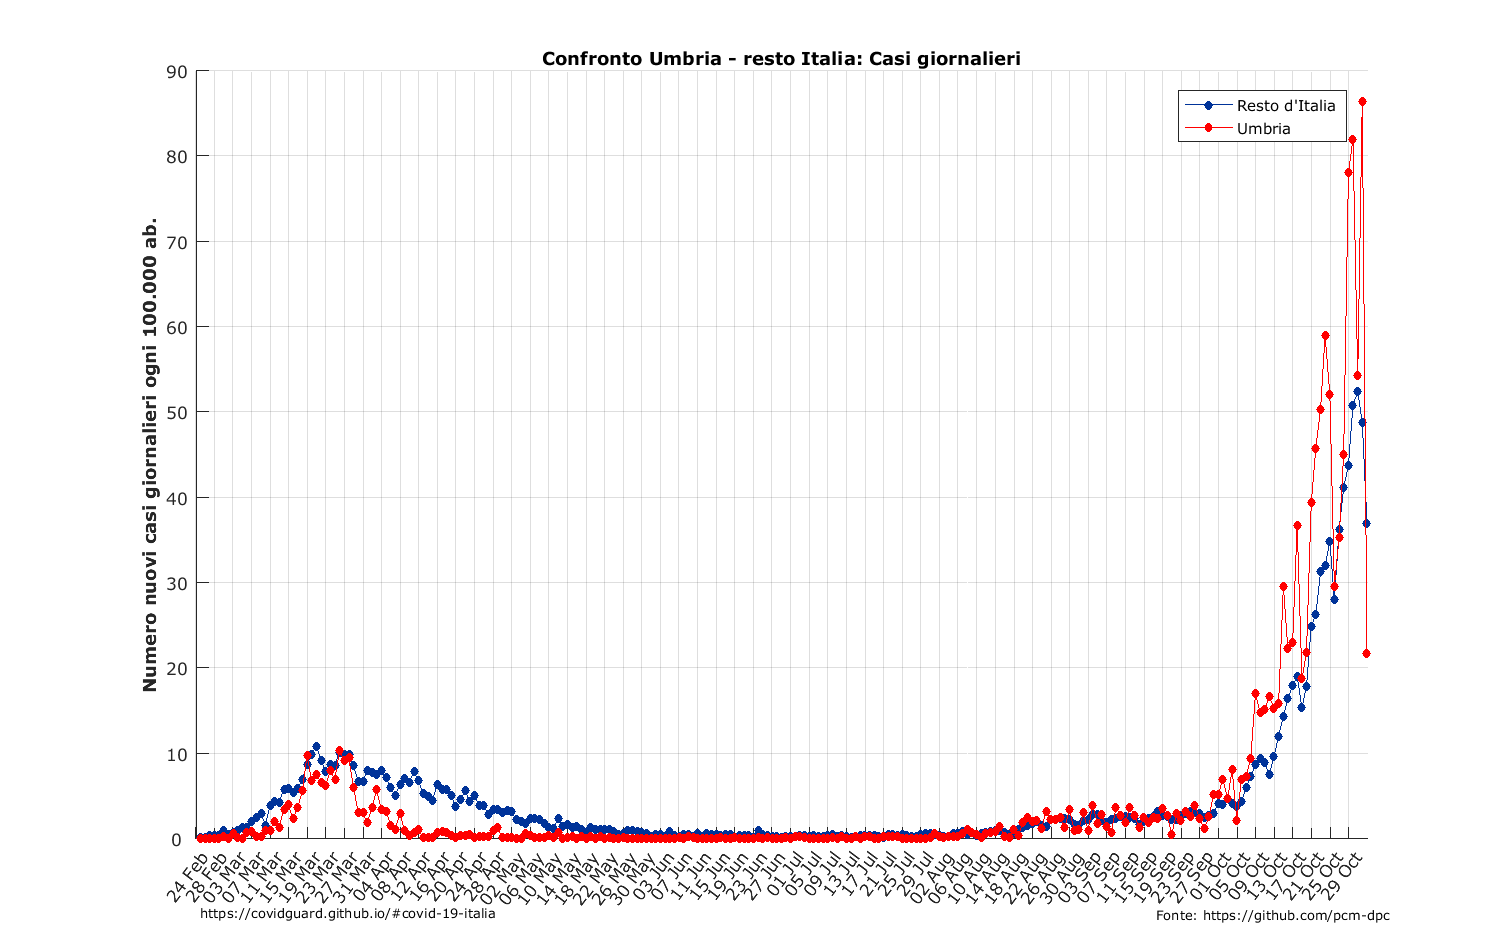 Confronto Umbria - resto Italia: Casi giornalieri
Resto d'Italia
Umbria
Numero nuovi casi giornalieri ogni 100.000 ab.
90
80
70
60
50
40
30
20
10
0
24 Feb
28 Feb
03 Mar
07 Mar
11 Mar
15 Mar
19 Mar
23 Mar
27 Mar
31 Mar
04 Apr
08 Apr
12 Apr
16 Apr
20 Apr
24 Apr
28 Apr
02 May
06 May
10 May
14 May
18 May
22 May
26 May
30 May
03 Jun
07 Jun
11 Jun
15 Jun
19 Jun
23 Jun
27 Jun
01 Jul
05 Jul
09 Jul
13 Jul
17 Jul
21 Jul
25 Jul
29 Jul
02 Aug
06 Aug
10 Aug
14 Aug
18 Aug
22 Aug
26 Aug
30 Aug
03 Sep
07 Sep
11 Sep
15 Sep
19 Sep
23 Sep
27 Sep
01 Oct
05 Oct
09 Oct
13 Oct
17 Oct
21 Oct
25 Oct
29 Oct
https://covidguard.github.io/#covid-19-italia
Fonte: https://github.com/pcm-dpc